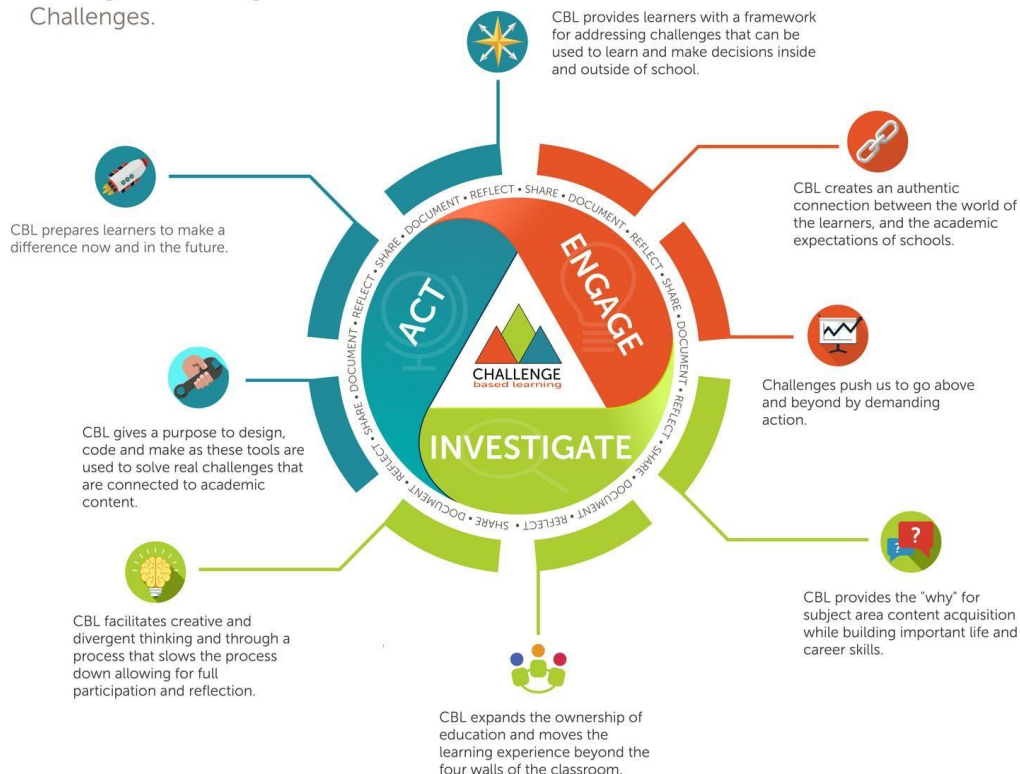 Challenges.
CBL provides learners with a framework
for addressing challenges that can be
used to learn and make decisions inside
and outside of school.
CBL creates an authentic
connection between the world of
the learners, and the academic
expectations of schools.
Challenges push us to go above
and beyond by demanding
action.
CBL provides the "why" for
subject area content acquisition
while building important life and
career skills.
CBL expands the ownership of
education and moves the
learning experience beyond the
four walls of the classroom.
CBL facilitates creative and
divergent thinking and through a
process that slows the process
down allowing for full
participation and reflection.
CBL gives a purpose to design,
code and make as these tools are
used to solve real challenges that
are connected to academic
content.
CBL prepares learners to make a
difference now and in the future.
DOCUMENT • REFLECT • SHARE • DOCUMENT • REFLECT • SHARE • DOCUMENT • REFLECT • SHARE • DOCUMENT • REFLECT • SHARE • DOCUMENT • REFLECT • SHARE • DOCUMENT • REFLECT • SHARE •
ENGAGE
INVESTIGATE
ACT
CHALLENGE
based learning
?
?